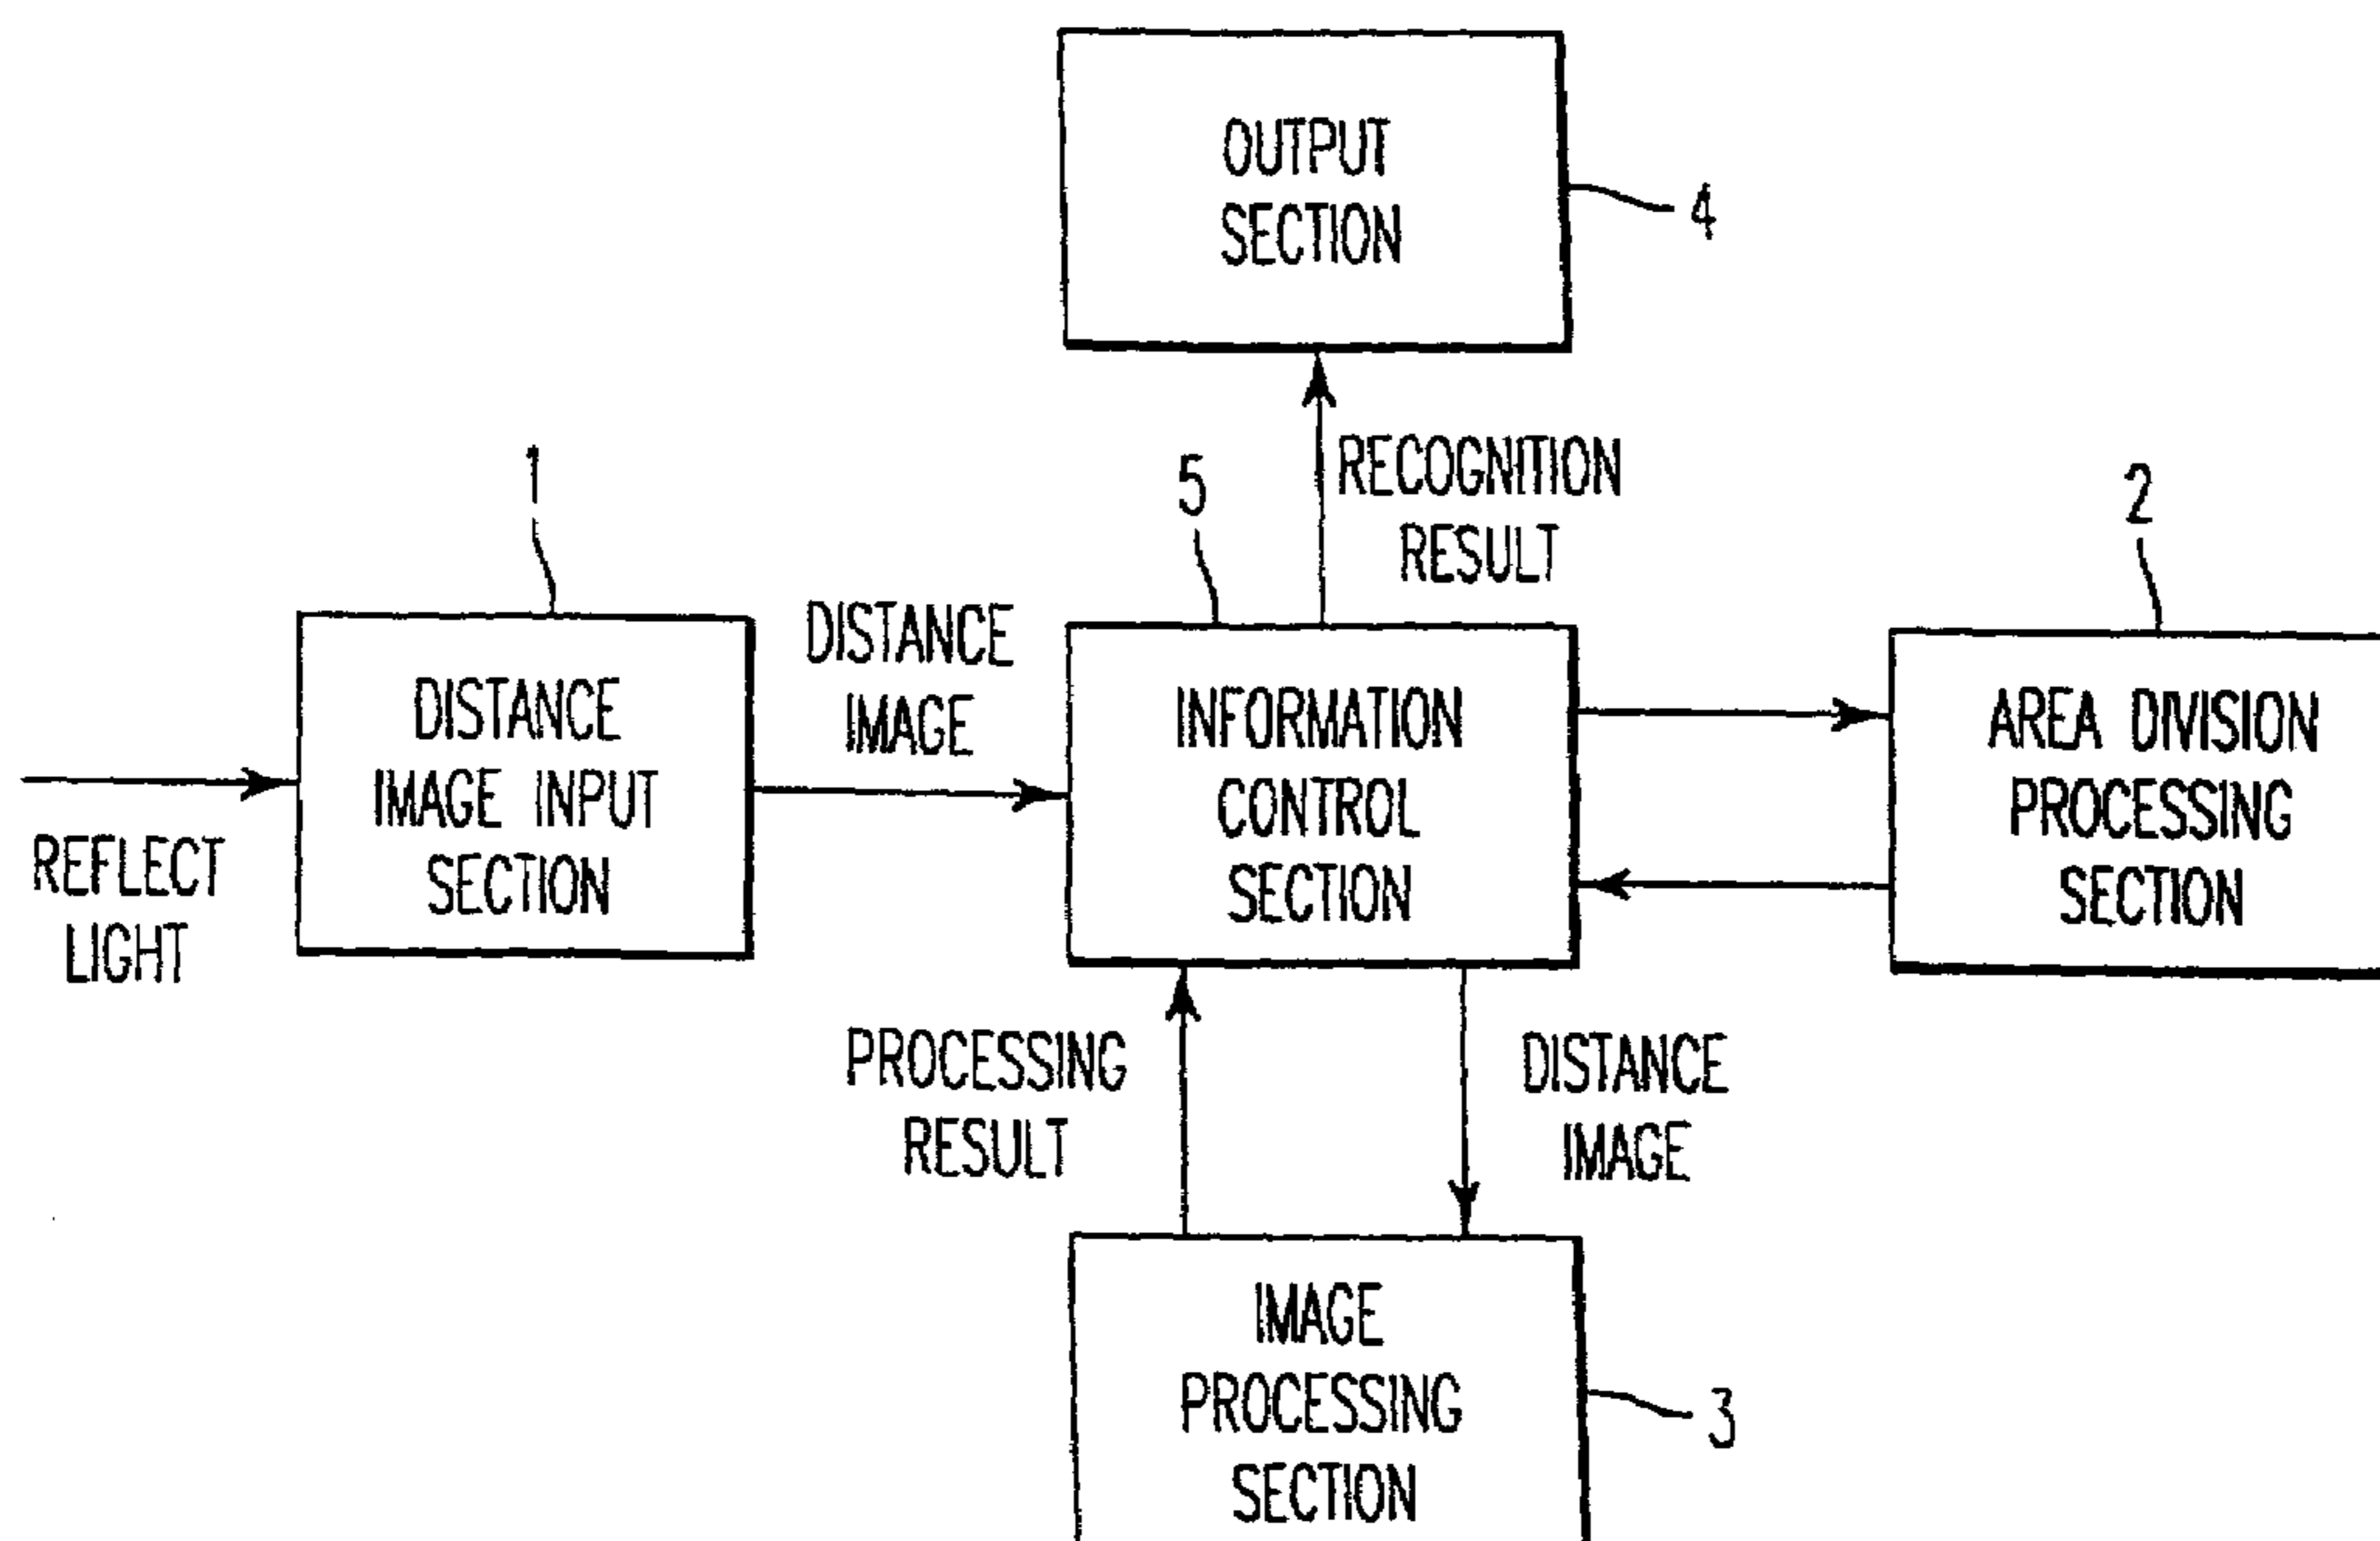 OUTPUT
SECTION
4
RECOGNITION
RESULT
1
5
2
DISTANCE
IMAGE INPUT
SECTION
DISTANCE
IMAGE
INFORMATION
CONTROL
SECTION
AREA DIVISION
PROCESSING
SECTION
REFLECT
LIGHT
PROCESSING
RESULT
DISTANCE
IMAGE
IMAGE
PROCESSING
SECTION
3